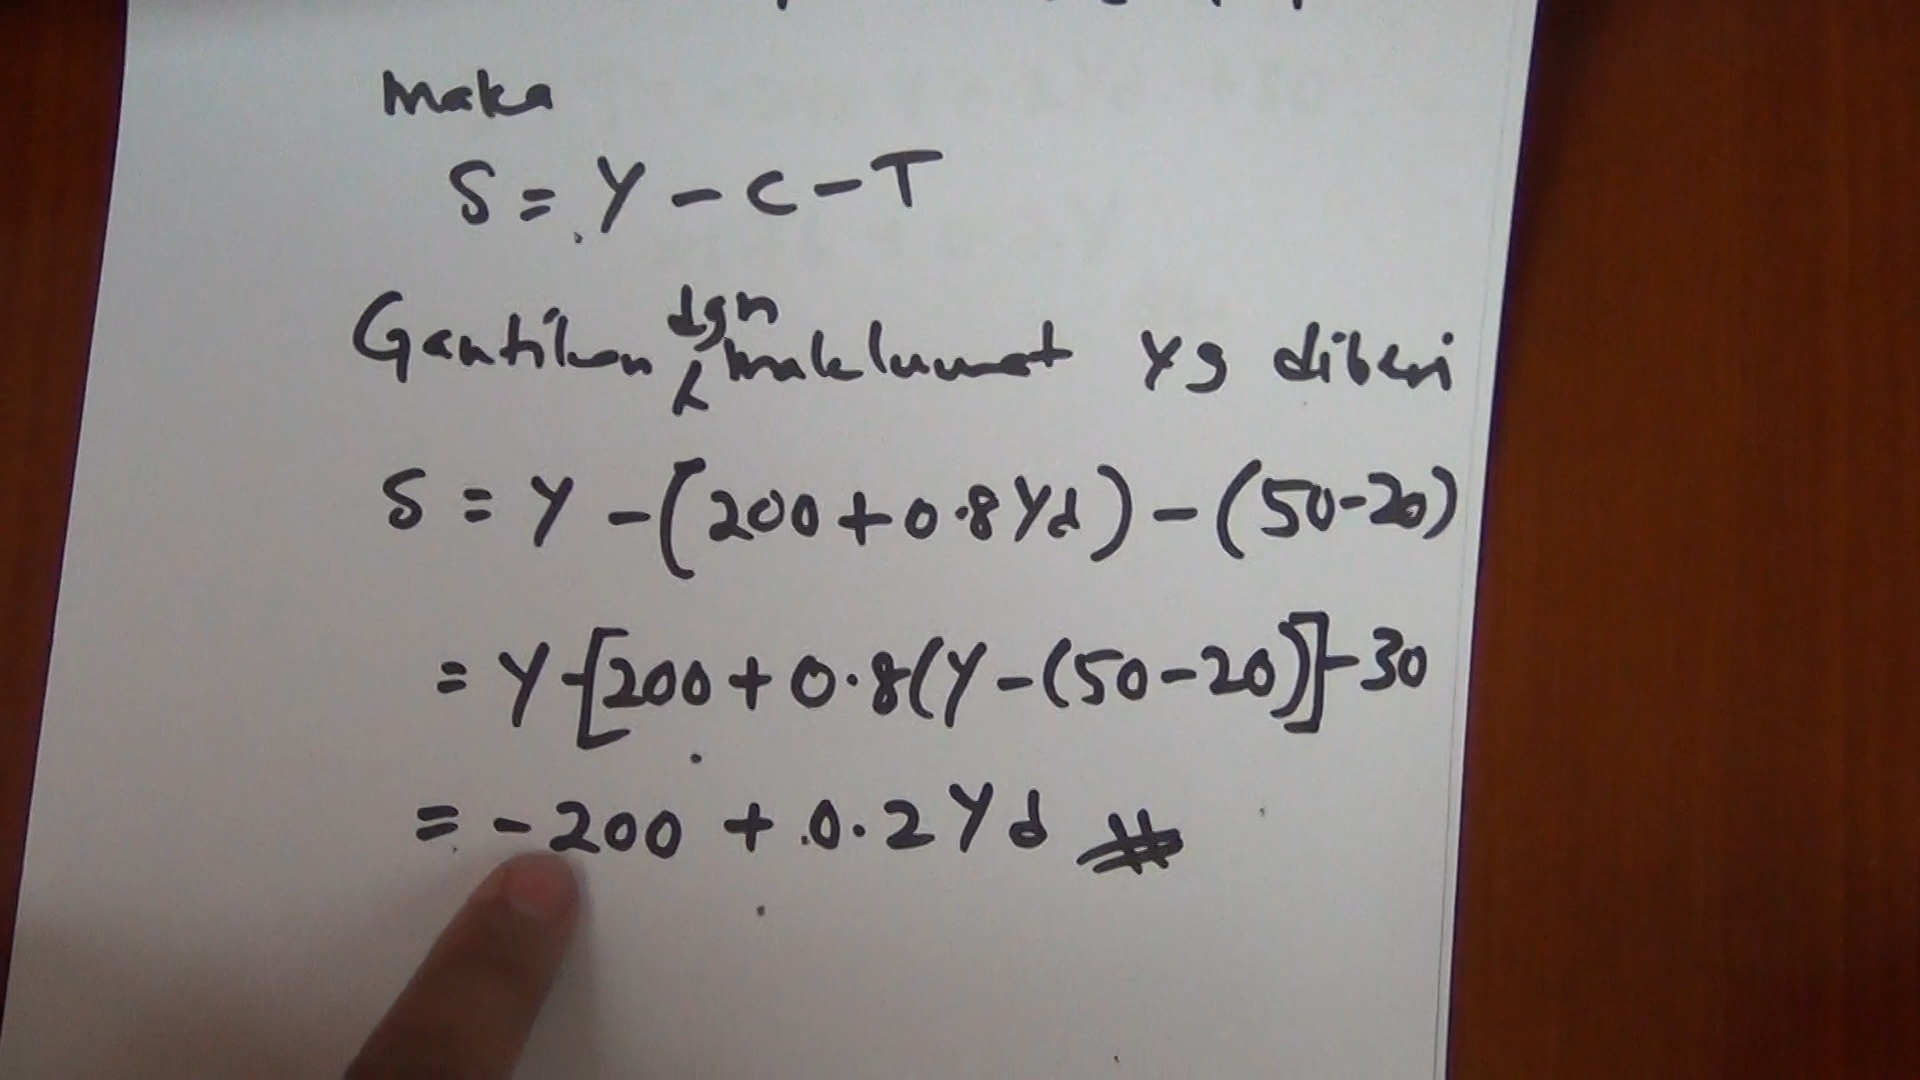 maka
S = Y - C - T
Gantikan dgn maklumat yg diberi
S = Y - (200 + 0.8Yd) - (50-20)
= Y - [200 + 0.8(Y - (50-20)] - 30
= -200 + 0.2Yd #